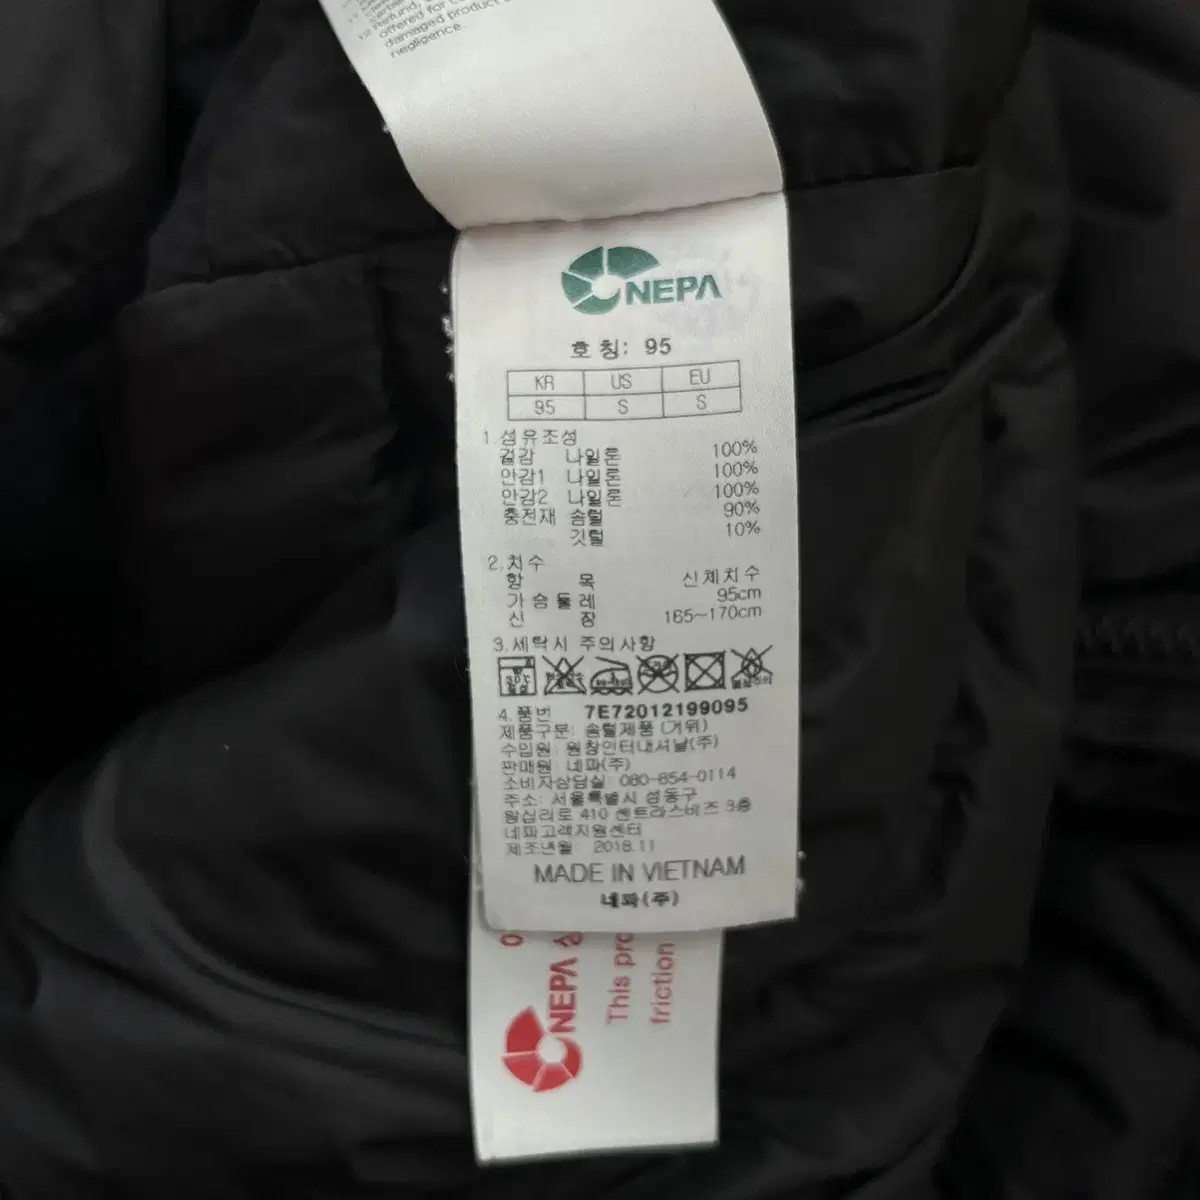 Refund,
offered for
damaged product
negligence.
NEPA
호 칭: 95
KR US EU
95 S S
1.섬유조성
겉감 나일론 100%
안감1 나일론 100%
안감2 나일론 100%
충전재 솜털 90%
깃털 10%
2.치수
항 목 신체치수
가 슴 둘 레 95cm
신 장 165~170cm
3.세탁시 주의사항
30℃
4.품번 7E72012199095
제품구분: 솜털제품 (거위)
수입원: 원창인터내셔날(주)
판매원 네파(주)
소비자상담실: 080-854-0114
주소: 서울특별시 성동구
왕십리로 410 센트라스비즈 3층
네파고객지원센터
제조년월: 2018.11
MADE IN VIETNAM
네파(주)
NEPA
This
friction